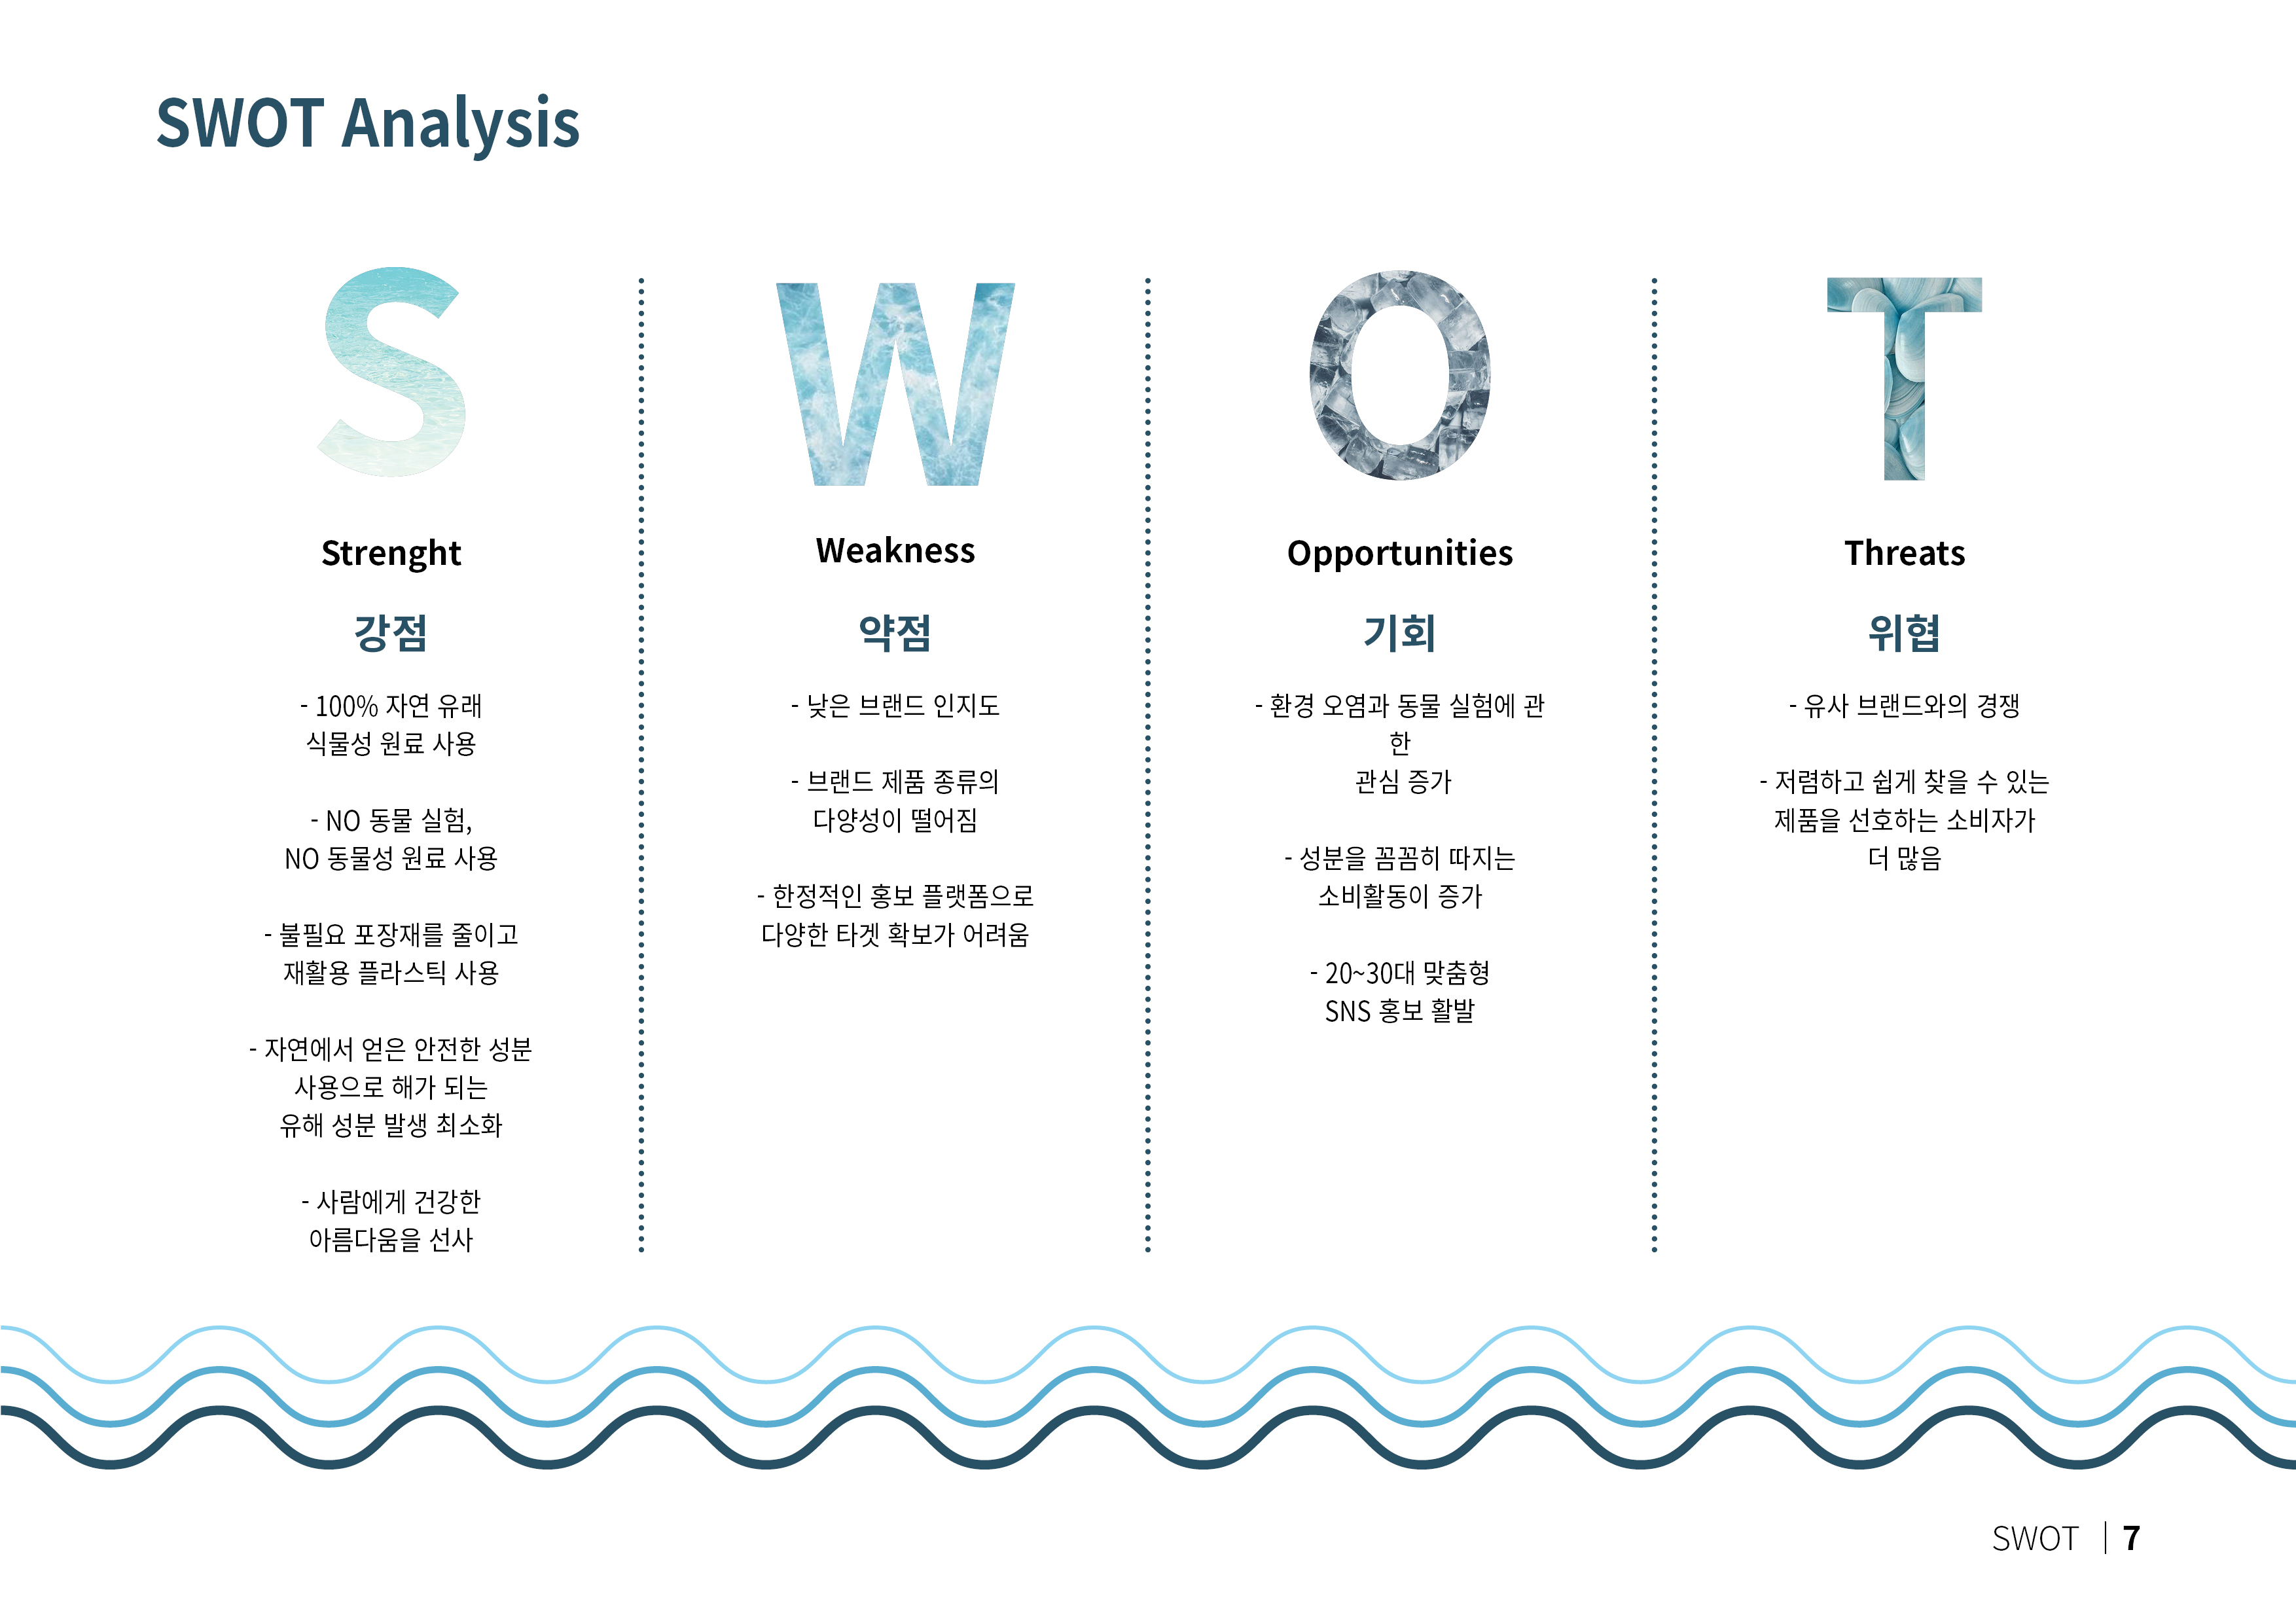 SWOT Analysis
S
Strenght
강점
- 100% 자연 유래
식물성 원료 사용
- NO 동물 실험,
NO 동물성 원료 사용
- 불필요 포장재를 줄이고
재활용 플라스틱 사용
- 자연에서 얻은 안전한 성분
사용으로 해가 되는
유해 성분 발생 최소화
- 사람에게 건강한
아름다움을 선사
W
Weakness
약점
- 낮은 브랜드 인지도
- 브랜드 제품 종류의
다양성이 떨어짐
- 한정적인 홍보 플랫폼으로
다양한 타겟 확보가 어려움
O
Opportunities
기회
- 환경 오염과 동물 실험에 관
한
관심 증가
- 성분을 꼼꼼히 따지는
소비활동이 증가
- 20~30대 맞춤형
SNS 홍보 활발
T
Threats
위협
- 유사 브랜드와의 경쟁
- 저렴하고 쉽게 찾을 수 있는
제품을 선호하는 소비자가
더 많음
SWOT | 7